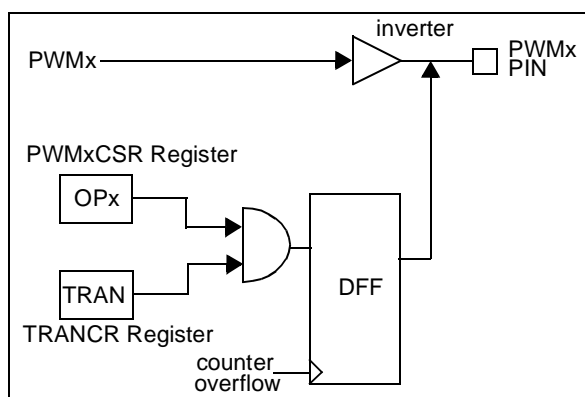 inverter
PWMx
PWMx
PIN
PWMxCSR Register
OPx
TRAN
DFF
TRANCR Register
counter
overflow